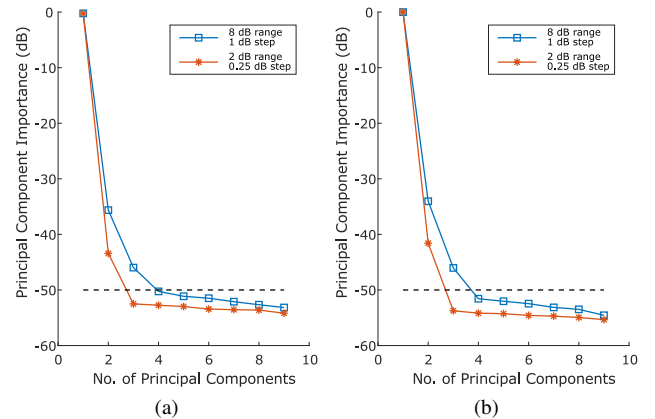 Principal Component Importance (dB)
0
-10
-20
-30
-40
-50
-60
0
2
4
6
8
10
No. of Principal Components
8 dB range
1 dB step
2 dB range
0.25 dB step
(a)
Principal Component Importance (dB)
0
-10
-20
-30
-40
-50
-60
0
2
4
6
8
10
No. of Principal Components
8 dB range
1 dB step
2 dB range
0.25 dB step
(b)